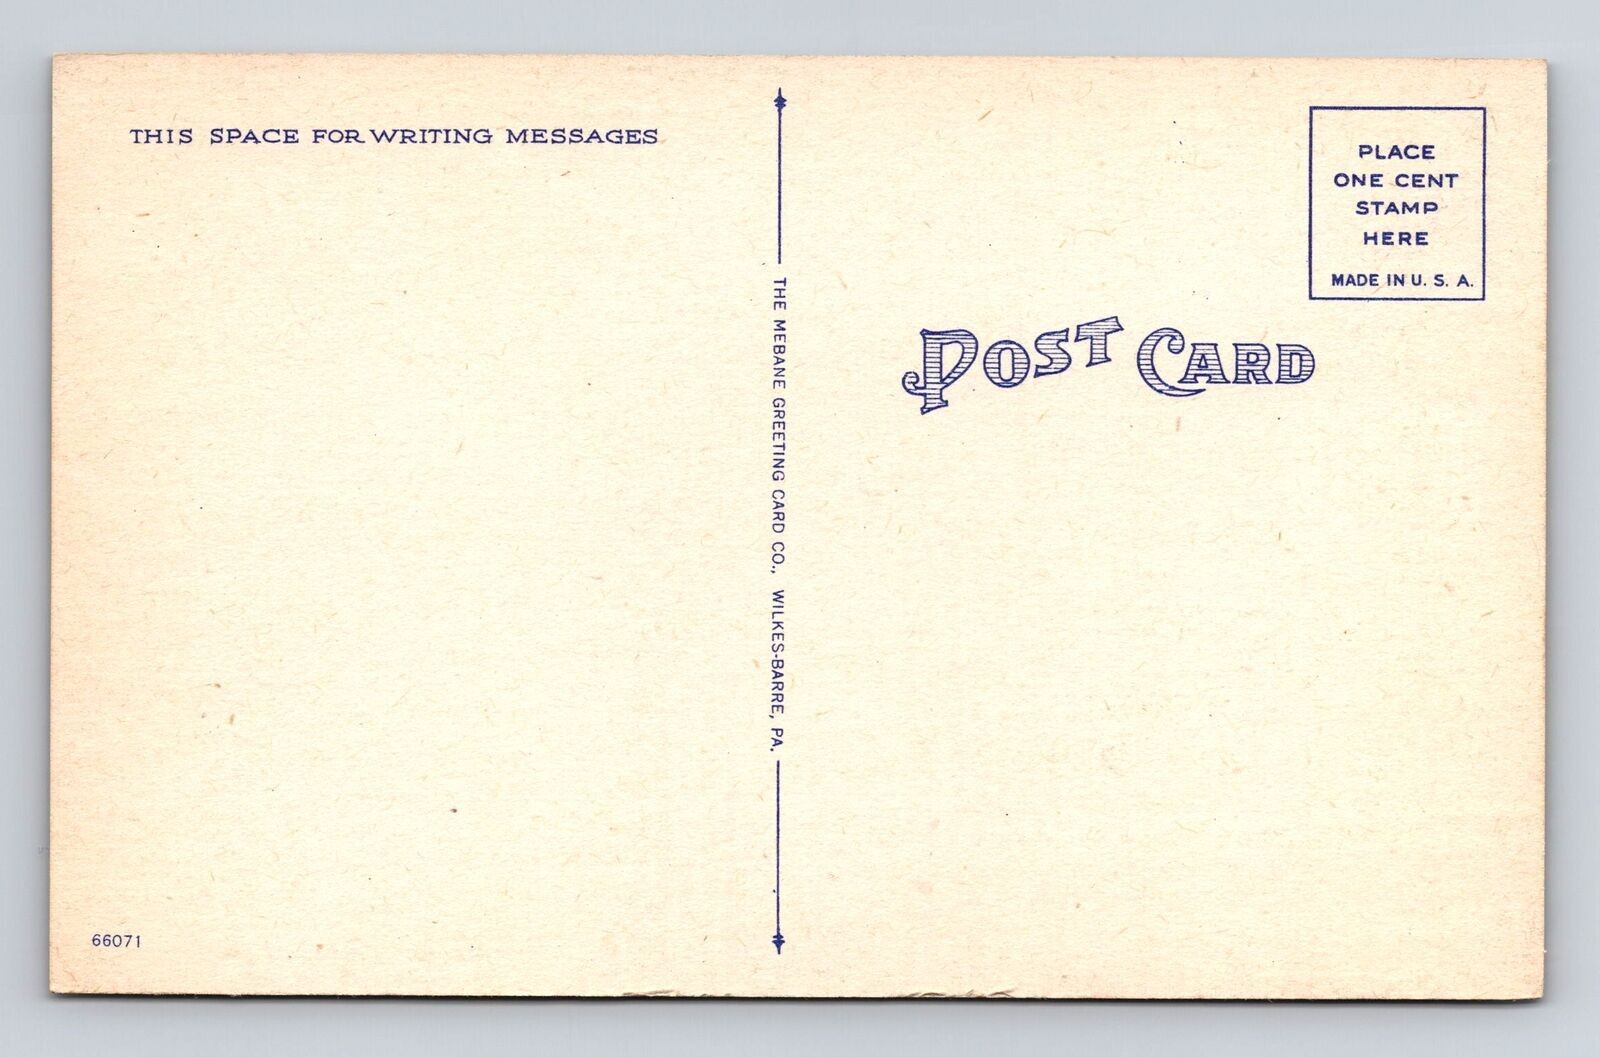 THIS SPACE FOR WRITING MESSAGES
THE MEBANE GREETING CARD CO., WILKES-BARRE, PA.
PLACE
ONE CENT
STAMP
HERE
MADE IN U. S. A.
POST CARD
66071